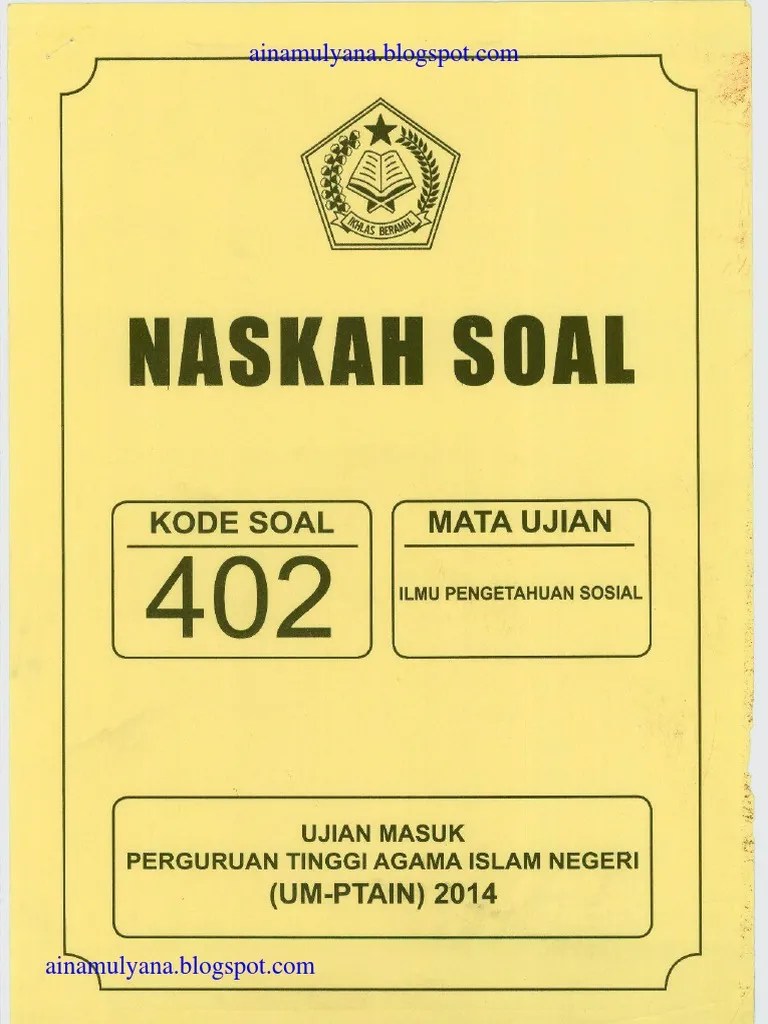 ainamulyana.blogspot.com
IKHLAS BERAMAL
NASKAH SOAL
KODE SOAL
402
MATA UJIAN
ILMU PENGETAHUAN SOSIAL
UJIAN MASUK
PERGURUAN TINGGI AGAMA ISLAM NEGERI
(UM-PTAIN) 2014
ainamulyana.blogspot.com